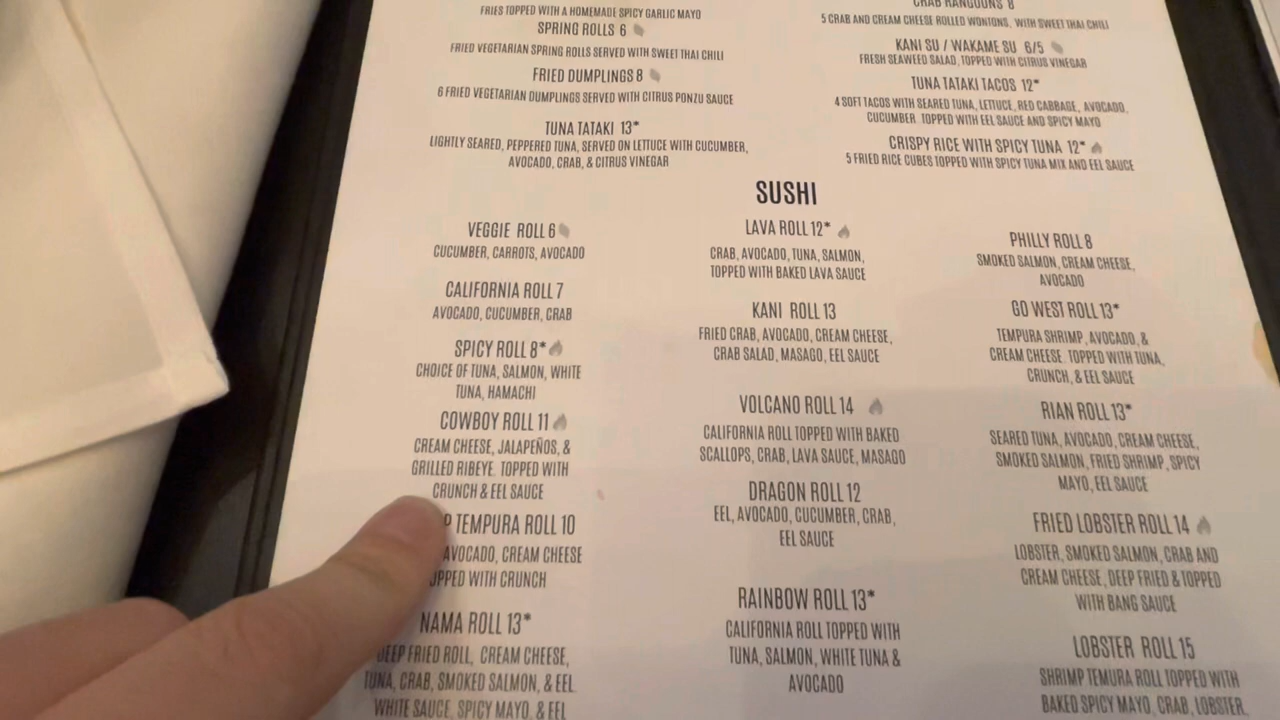 FRIES TOPPED WITH A HOMEMADE SPICY GARLIC MAYO
SPRING ROLLS 6
FRIED VEGETARIAN SPRING ROLLS SERVED WITH SWEET THAI CHILI
FRIED DUMPLINGS 8
6 FRIED VEGETARIAN DUMPLINGS SERVED WITH CITRUS PONZU SAUCE
TUNA TATAKI 13*
LIGHTLY SEARED, PEPPERED TUNA, SERVED ON LETTUCE WITH CUCUMBER,
AVOCADO, CRAB, & CITRUS VINEGAR
CRAB RANGOONS 8
5 CRAB AND CREAM CHEESE ROLLED WONTONS, WITH SWEET THAI CHILI
KANI SU / WAKAME SU 6/5
FRESH SEAWEED SALAD, TOPPED WITH CITRUS VINEGAR
TUNA TATAKI TACOS 12*
4 SOFT TACOS WITH SEARED TUNA, LETTUCE, RED CABBAGE, AVOCADO,
CUCUMBER. TOPPED WITH EEL SAUCE AND SPICY MAYO
CRISPY RICE WITH SPICY TUNA 12*
5 FRIED RICE CUBES TOPPED WITH SPICY TUNA MIX AND EEL SAUCE
SUSHI
VEGGIE ROLL 6
CUCUMBER, CARROTS, AVOCADO
CALIFORNIA ROLL 7
AVOCADO, CUCUMBER, CRAB
SPICY ROLL 8*
CHOICE OF TUNA, SALMON, WHITE
TUNA, HAMACHI
COWBOY ROLL 11
CREAM CHEESE, JALAPEÑOS, &
GRILLED RIBEYE. TOPPED WITH
CRUNCH & EEL SAUCE
P TEMPURA ROLL 10
AVOCADO, CREAM CHEESE
OPPED WITH CRUNCH
NAMA ROLL 13*
DEEP FRIED ROLL, CREAM CHEESE,
TUNA, CRAB, SMOKED SALMON, & EEL.
WHITE SAUCE, SPICY MAYO, & EEL
LAVA ROLL 12*
CRAB, AVOCADO, TUNA, SALMON,
TOPPED WITH BAKED LAVA SAUCE
KANI ROLL 13
FRIED CRAB, AVOCADO, CREAM CHEESE,
CRAB SALAD, MASAGO, EEL SAUCE
VOLCANO ROLL 14
CALIFORNIA ROLL TOPPED WITH BAKED
SCALLOPS, CRAB, LAVA SAUCE, MASAGO
DRAGON ROLL 12
EEL, AVOCADO, CUCUMBER, CRAB,
EEL SAUCE
RAINBOW ROLL 13*
CALIFORNIA ROLL TOPPED WITH
TUNA, SALMON, WHITE TUNA &
AVOCADO
PHILLY ROLL 8
SMOKED SALMON, CREAM CHEESE,
AVOCADO
GO WEST ROLL 13*
TEMPURA SHRIMP, AVOCADO, &
CREAM CHEESE. TOPPED WITH TUNA,
CRUNCH, & EEL SAUCE
RIAN ROLL 13*
SEARED TUNA, AVOCADO, CREAM CHEESE,
SMOKED SALMON, FRIED SHRIMP, SPICY
MAYO, EEL SAUCE
FRIED LOBSTER ROLL 14
LOBSTER, SMOKED SALMON, CRAB AND
CREAM CHEESE, DEEP FRIED & TOPPED
WITH BANG SAUCE
LOBSTER ROLL 15
SHRIMP TEMURA ROLL TOPPED WITH
BAKED SPICY MAYO, CRAB, LOBSTER,